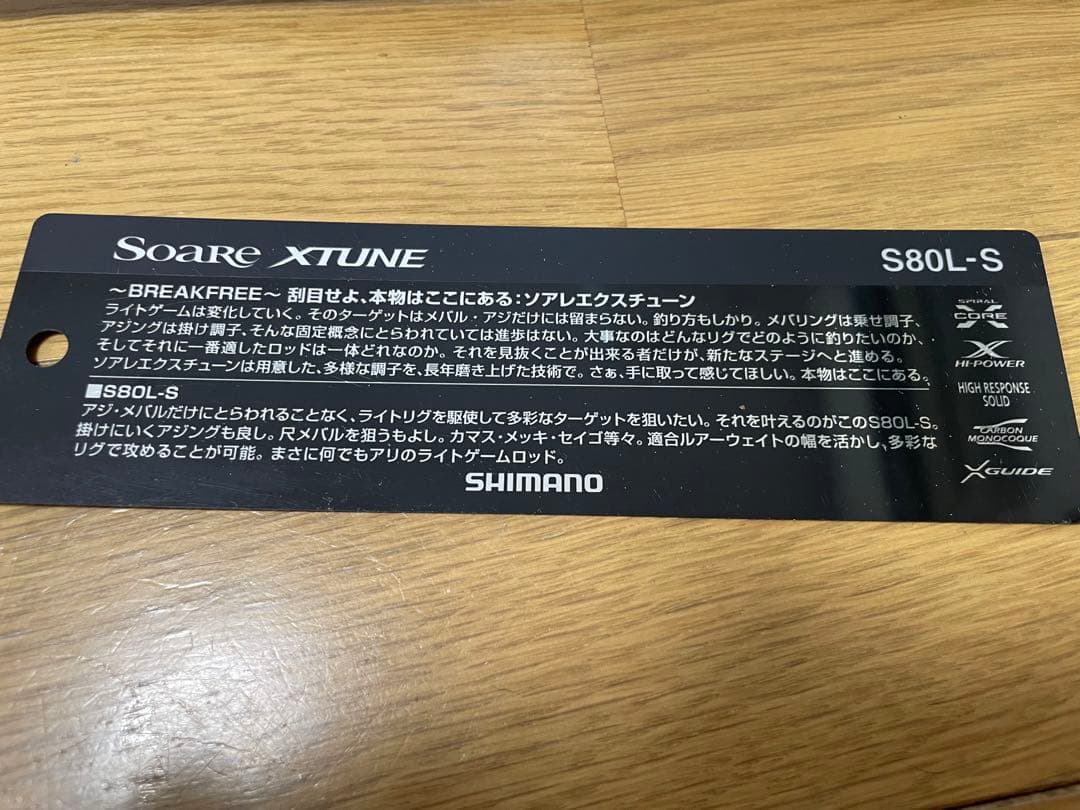 SOARE XTUNE
S80L-S
～BREAKFREE～ 刮目せよ、本物はここにある：ソアレエクスチューン
ライトゲームは変化していく。そのターゲットはメバル・アジだけには留まらない。釣り方もしかり。メバリングは乗せ調子、
アジングは掛け調子、そんな固定概念にとらわれていては進歩はない。大事なのはどんなリグでどのように釣りたいのか、
そしてそれに一番適したロッドは一体どれなのか。それを見抜くことが出来る者だけが、新たなステージへと進める。
ソアレエクスチューンは用意した、多様な調子を、長年磨き上げた技術で。さぁ、手に取って感じてほしい。本物はここにある。
■S80L-S
アジ・メバルだけにとらわれることなく、ライトリグを駆使して多彩なターゲットを狙いたい。それを叶えるのがこのS80L-S。
掛けにいくアジングも良し。尺メバルを狙うもよし。カマス・メッキ・セイゴ等々。適合ルアーウェイトの幅を活かし、多彩な
リグで攻めることが可能。まさに何でもアリのライトゲームロッド。
SHIMANO
SPIRAL
X
CORE
X
HI-POWER
HIGH RESPONSE
SOLID
CARBON
MONOCOQUE
XGUIDE